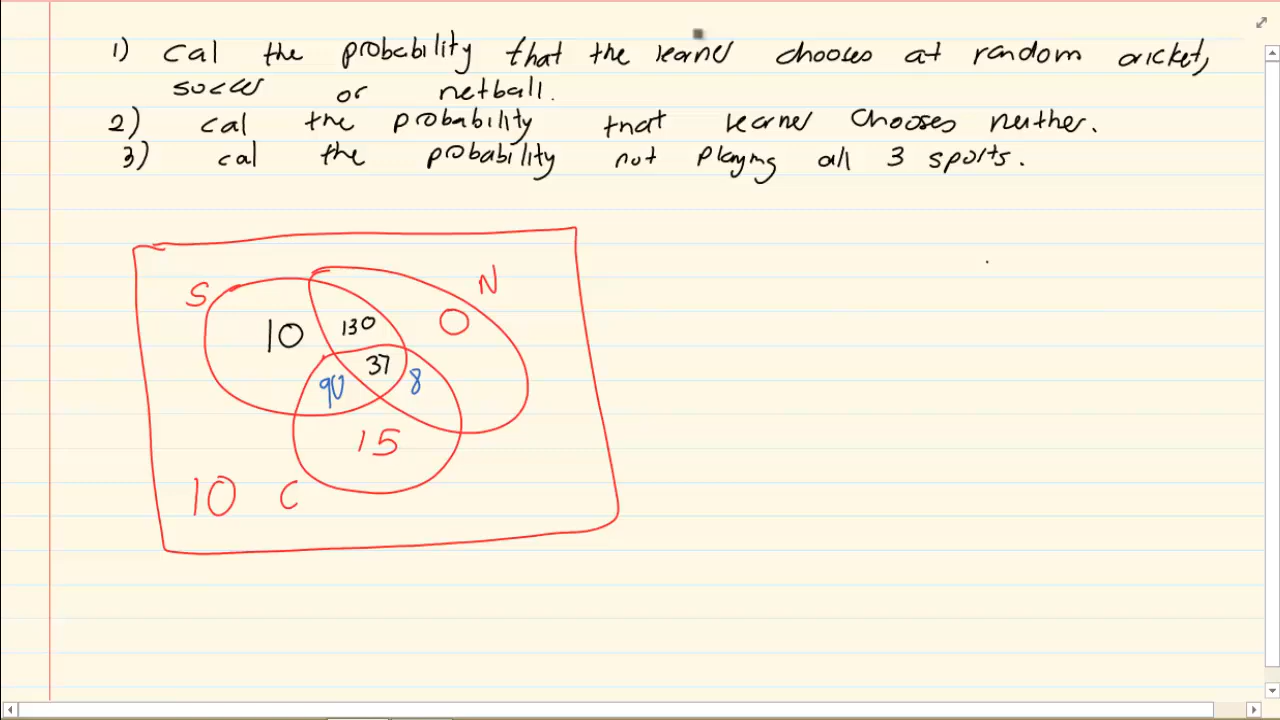 1) cal the probability that the learner chooses at random cricket,
soccer or netball.
2) cal the probability that learner chooses neither.
3) cal the probability not playing all 3 sports.
S N
10 130 0
37
90 8
15
10 C